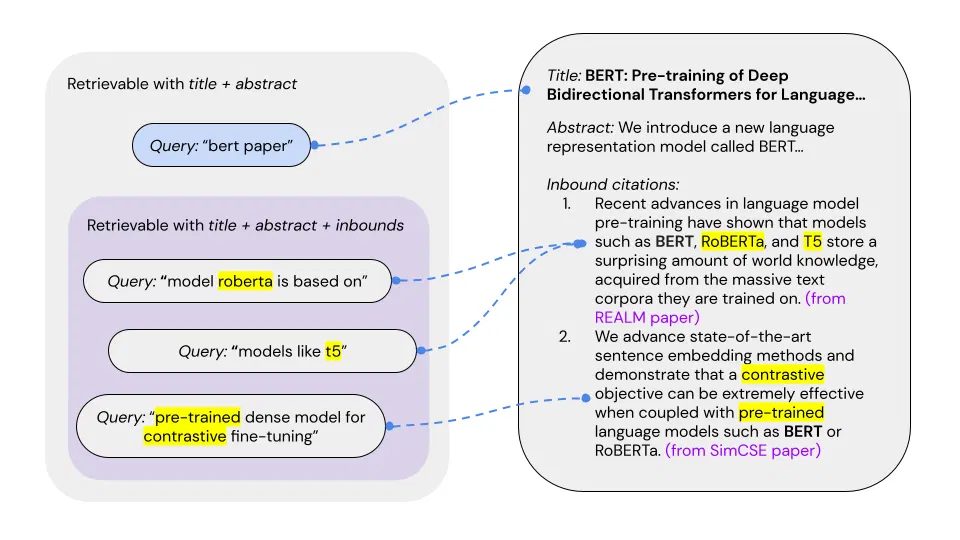 Retrievable with title + abstract
Query: “bert paper”
Retrievable with title + abstract + inbounds
Query: “model roberta is based on”
Query: “models like t5”
Query: “pre-trained dense model for
contrastive fine-tuning”
Title: BERT: Pre-training of Deep
Bidirectional Transformers for Language...
Abstract: We introduce a new language
representation model called BERT...
Inbound citations:
1. Recent advances in language model
pre-training have shown that models
such as BERT, RoBERTa, and T5 store a
surprising amount of world knowledge,
acquired from the massive text
corpora they are trained on. (from
REALM paper)
2. We advance state-of-the-art
sentence embedding methods and
demonstrate that a contrastive
objective can be extremely effective
when coupled with pre-trained
language models such as BERT or
RoBERTa. (from SimCSE paper)